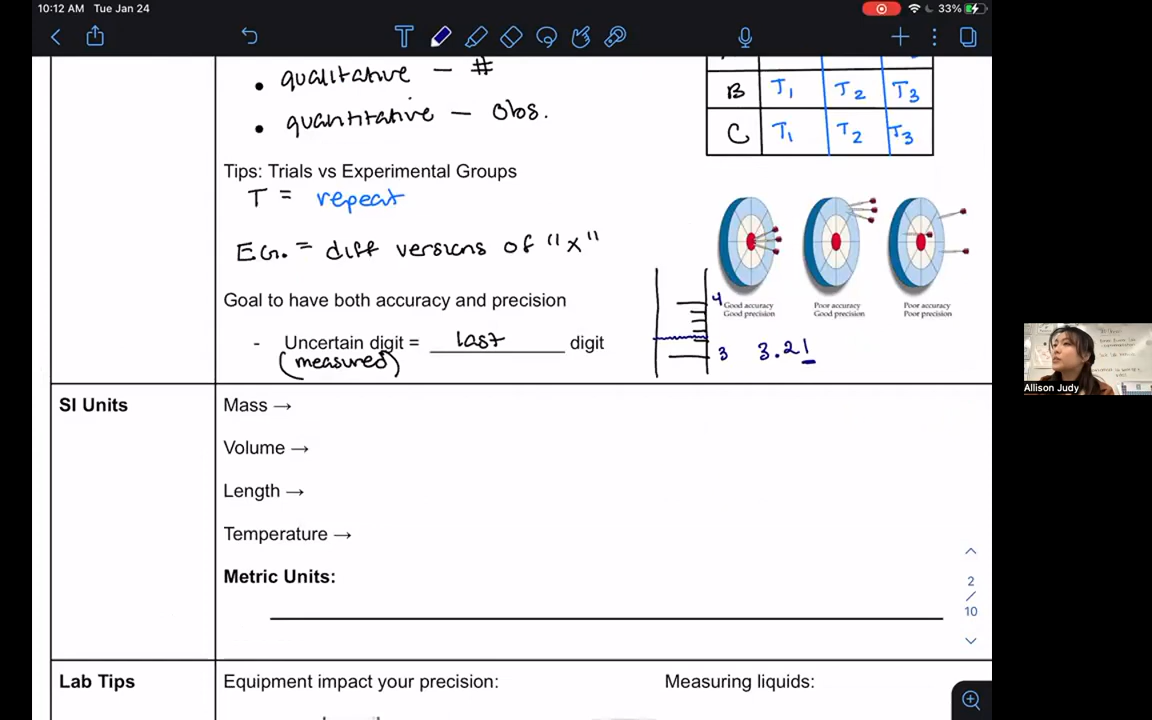 10:12 AM Tue Jan 24
33%
qualitative — #
quantitative — Obs.
B T1 T2 T3
C T1 T2 T3
Tips: Trials vs Experimental Groups
T = repeat
E.G. = diff versions of "x"
Good accuracy
Good precision
Poor accuracy
Good precision
Poor accuracy
Poor precision
Goal to have both accuracy and precision
- Uncertain digit = last digit
(measured)
4
3 3.21
SI Units
Mass →
Volume →
Length →
Temperature →
Metric Units:
2
/
10
Lab Tips
Equipment impact your precision:
Measuring liquids:
Allison Judy